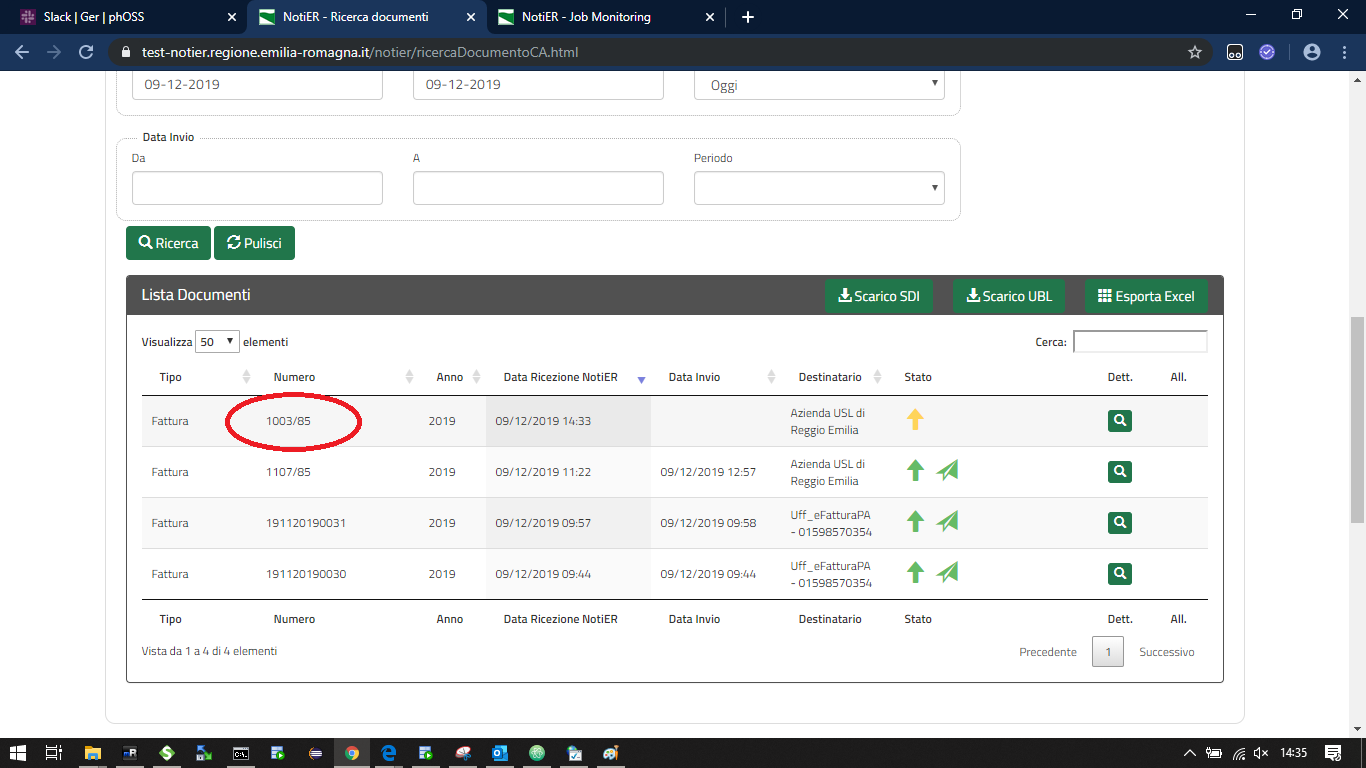 Slack | Ger | phOSS
NotiER - Ricerca documenti
NotiER - Job Monitoring
test-notier.regione.emilia-romagna.it/notier/ricercaDocumentoCA.html
09-12-2019 09-12-2019 Oggi
Data Invio
Da A Periodo
Ricerca Pulisci
Lista Documenti Scarico SDI Scarico UBL Esporta Excel
Visualizza 50 elementi Cerca:
Tipo Numero Anno Data Ricezione NotiER Data Invio Destinatario Stato Dett. All.
Fattura 1003/85 2019 09/12/2019 14:33 Azienda USL di
Reggio Emilia
Fattura 1107/85 2019 09/12/2019 11:22 09/12/2019 12:57 Azienda USL di
Reggio Emilia
Fattura 191120190031 2019 09/12/2019 09:57 09/12/2019 09:58 Uff_eFatturaPA
- 01598570354
Fattura 191120190030 2019 09/12/2019 09:44 09/12/2019 09:44 Uff_eFatturaPA
- 01598570354
Tipo Numero Anno Data Ricezione NotiER Data Invio Destinatario Stato Dett. All.
Vista da 1 a 4 di 4 elementi Precedente 1 Successivo
14:35